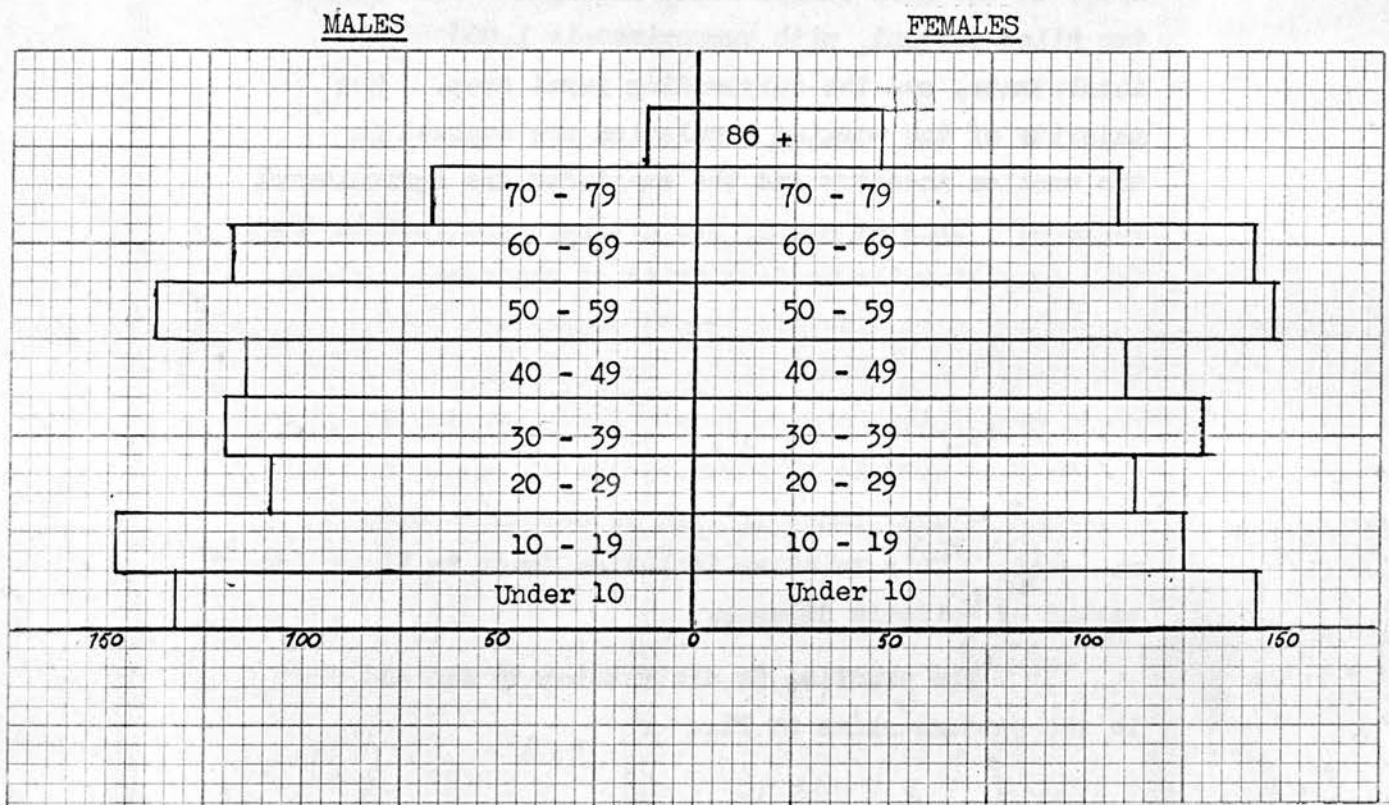 MALES FEMALES
80 +
70 - 79 70 - 79
60 - 69 60 - 69
50 - 59 50 - 59
40 - 49 40 - 49
30 - 39 30 - 39
20 - 29 20 - 29
10 - 19 10 - 19
Under 10 Under 10
150 100 50 0 50 100 150